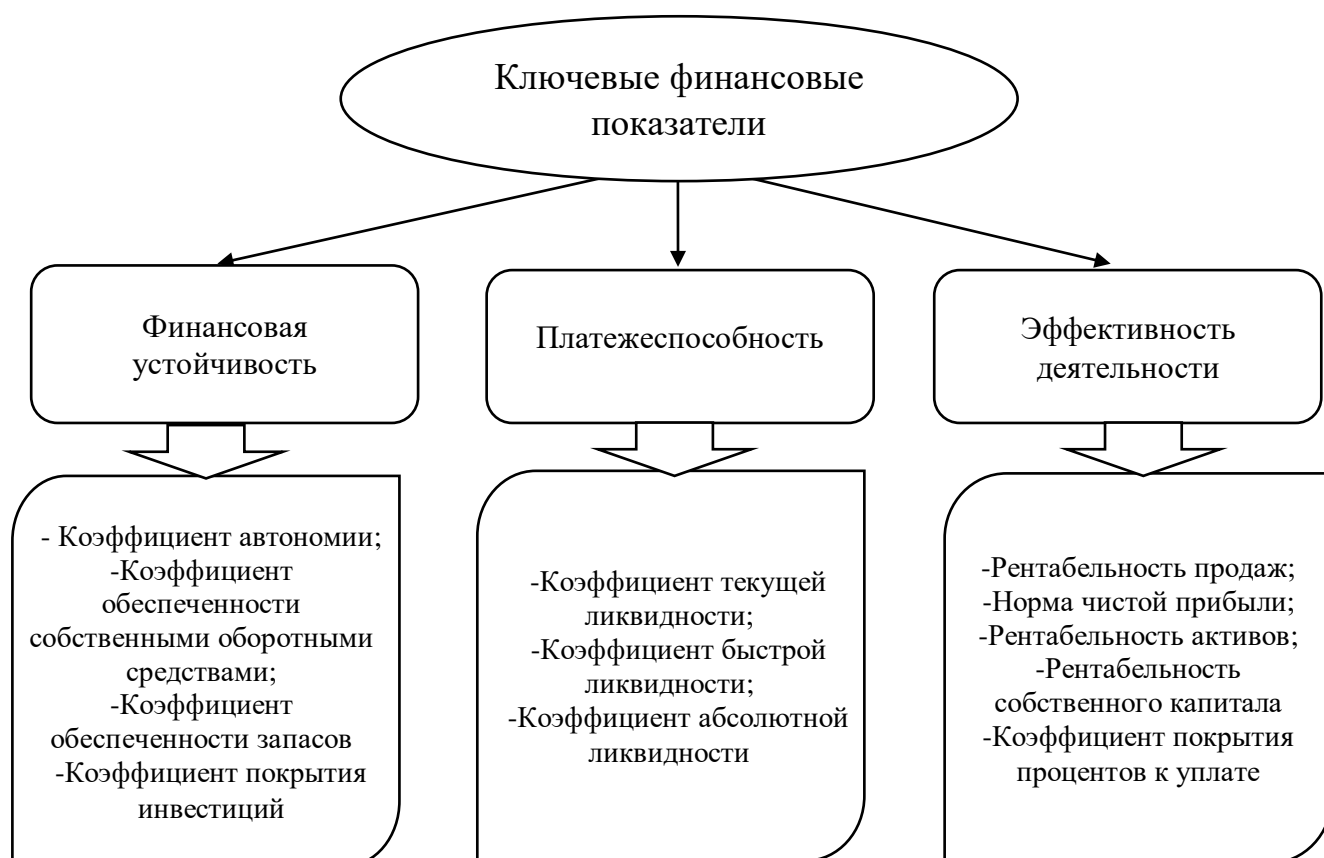 Ключевые финансовые
показатели
Финансовая
устойчивость
Платежеспособность
Эффективность
деятельности
- Коэффициент автономии;
-Коэффициент
обеспеченности
собственными оборотными
средствами;
-Коэффициент
обеспеченности запасов
-Коэффициент покрытия
инвестиций
-Коэффициент текущей
ликвидности;
-Коэффициент быстрой
ликвидности;
-Коэффициент абсолютной
ликвидности
-Рентабельность продаж;
-Норма чистой прибыли;
-Рентабельность активов;
-Рентабельность
собственного капитала
-Коэффициент покрытия
процентов к уплате